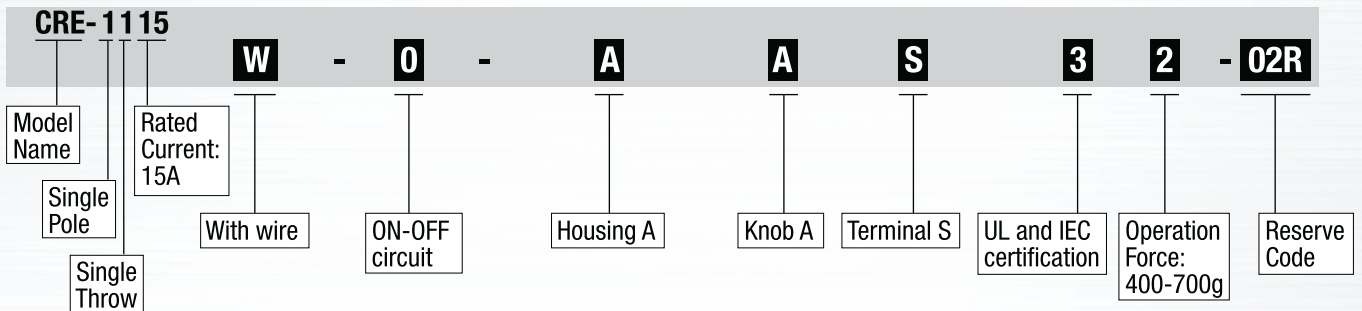 CRE-1115
W - 0 - A A S 3 2 - 02R
Model
Name
Single
Pole
Single
Throw
Rated
Current:
15A
With wire
ON-OFF
circuit
Housing A
Knob A
Terminal S
UL and IEC
certification
Operation
Force:
400-700g
Reserve
Code